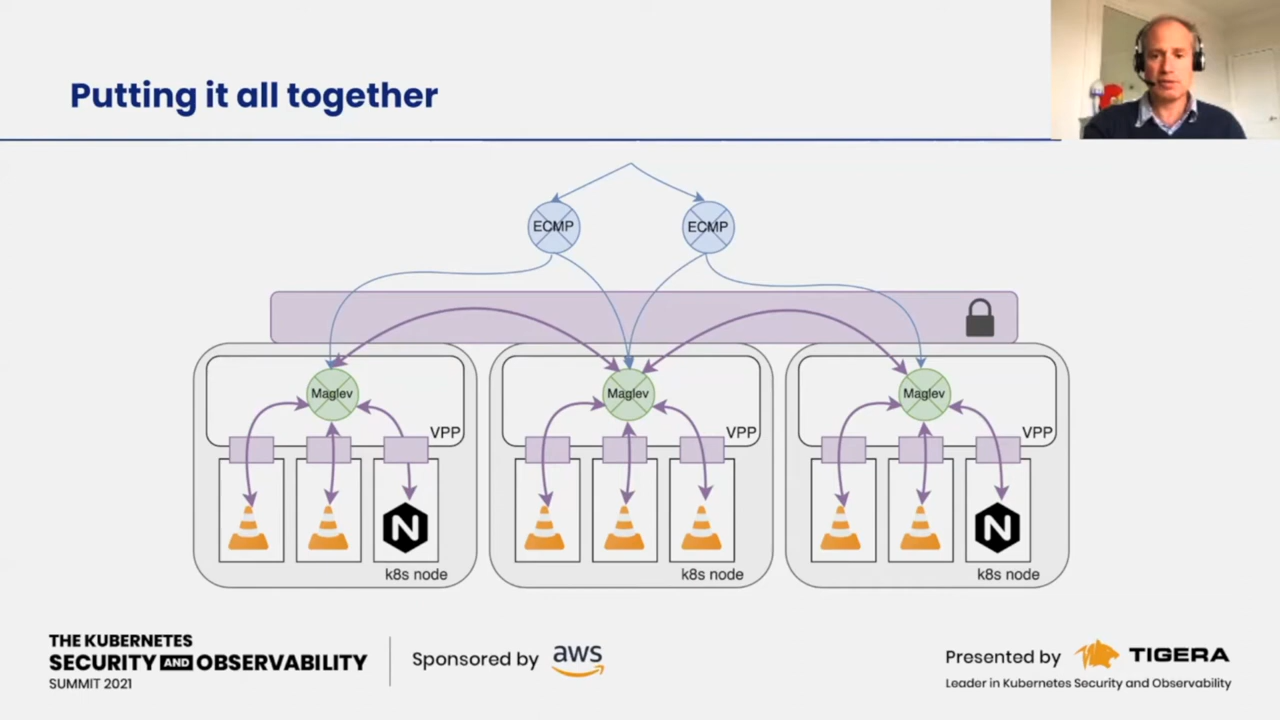 Putting it all together
ECMP
ECMP
Maglev
Maglev
Maglev
VPP
VPP
VPP
N
N
k8s node
k8s node
k8s node
THE KUBERNETES
SECURITY AND OBSERVABILITY
SUMMIT 2021
Sponsored by aws
Presented by TIGERA
Leader in Kubernetes Security and Observability